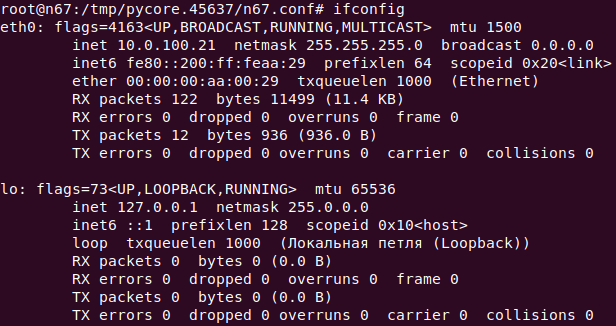 root@n67:/tmp/pycore.45637/n67.conf# ifconfig
eth0: flags=4163<UP,BROADCAST,RUNNING,MULTICAST>  mtu 1500
        inet 10.0.100.21  netmask 255.255.255.0  broadcast 0.0.0.0
        inet6 fe80::200:ff:feaa:29  prefixlen 64  scopeid 0x20<link>
        ether 00:00:00:aa:00:29  txqueuelen 1000  (Ethernet)
        RX packets 122  bytes 11499 (11.4 KB)
        RX errors 0  dropped 0  overruns 0  frame 0
        TX packets 12  bytes 936 (936.0 B)
        TX errors 0  dropped 0 overruns 0  carrier 0  collisions 0

lo: flags=73<UP,LOOPBACK,RUNNING>  mtu 65536
        inet 127.0.0.1  netmask 255.0.0.0
        inet6 ::1  prefixlen 128  scopeid 0x10<host>
        loop  txqueuelen 1000  (Локальная петля (Loopback))
        RX packets 0  bytes 0 (0.0 B)
        RX errors 0  dropped 0  overruns 0  frame 0
        TX packets 0  bytes 0 (0.0 B)
        TX errors 0  dropped 0 overruns 0  carrier 0  collisions 0